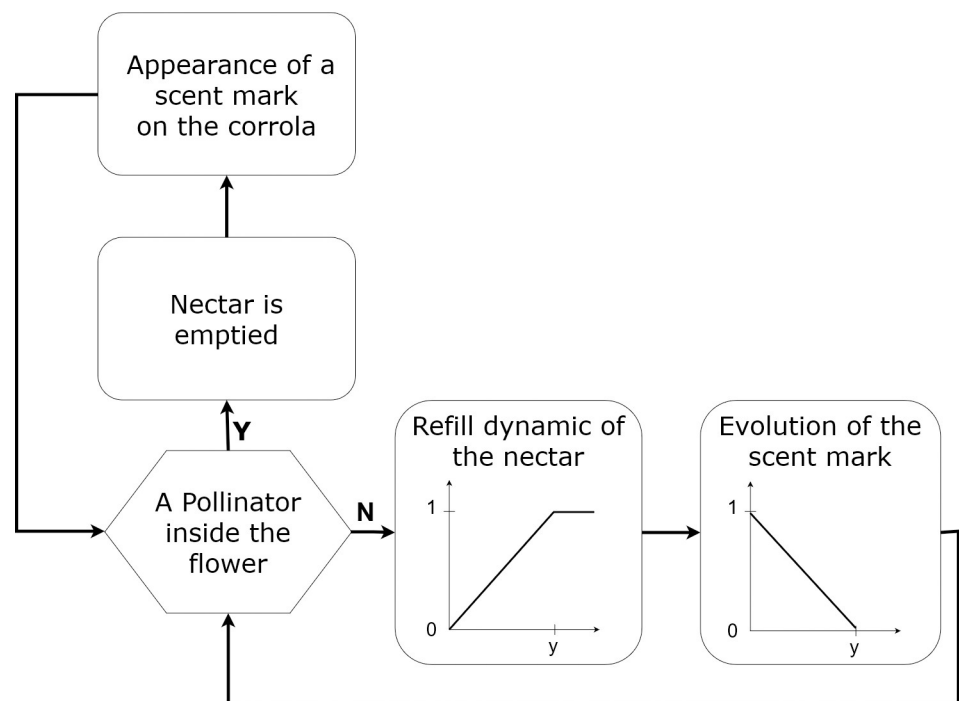 Appearance of a
scent mark
on the corrola
Nectar is
emptied
Y
A Pollinator
inside the
flower
N
Refill dynamic of
the nectar
1
0
y
Evolution of the
scent mark
1
0
y